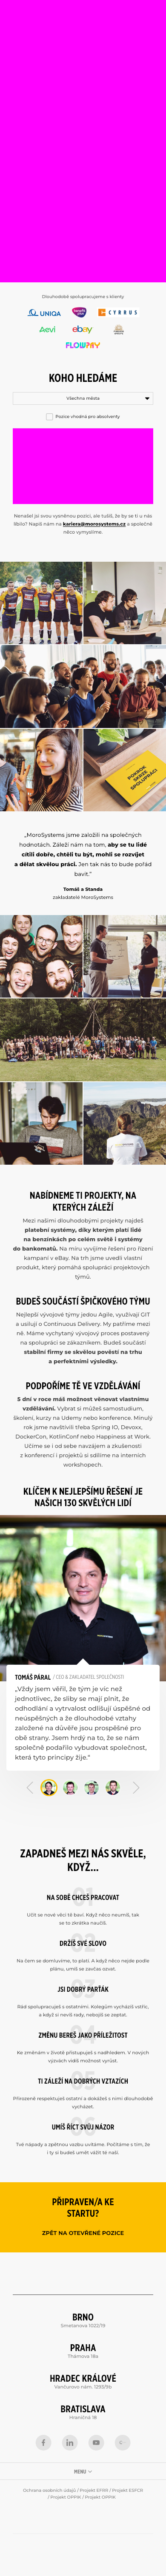 Dlouhodobě spolupracujeme s klienty
UNIQA
CYRRUS
Aevi
ebay
FLOWPAY
KOHO HLEDÁME
Všechna města
Pozice vhodná pro absolventy
Nenašel jsi svou vysněnou pozici, ale tušíš, že by se ti u nás
líbilo? Napiš nám na kariera@morosystems.cz a společně
něco vymyslíme.
POKORA
SRDCE
SPOLUPRÁCI
„MoroSystems jsme založili na společných
hodnotách. Záleží nám na tom, aby se tu lidé
cítili dobře, chtěli tu být, mohli se rozvíjet
a dělat skvělou práci. Jen tak nás to bude pořád
bavit.“
Tomáš a Standa
zakladatelé MoroSystems
NABÍDNEME TI PROJEKTY, NA
KTERÝCH ZÁLEŽÍ
Mezi našimi dlouhodobými projekty najdeš
platební systémy, díky kterým platí lidé
na benzínkách po celém světě i systémy
do bankomatů. Na míru vyvíjíme řešení pro řízení
kampaní v eBay. Na trh jsme uvedli vlastní
produkt, který pomáhá spolupráci projekčních
týmů.
BUDEŠ SOUČÁSTÍ ŠPIČKOVÉHO TÝMU
Nejlepší vývojové týmy jedou Agilně, využívají GIT
a usilují o Continuous Delivery. My patříme mezi
ně. Máme vychytaný vývojový proces postavený
na spolupráci se zákazníkem. Budeš součástí
stabilní firmy se skvělou pověstí na trhu
a perfektními výsledky.
PODPOŘÍME TĚ VE VZDĚLÁVÁNÍ
5 dní v roce máš možnost věnovat vlastnímu
vzdělávání. Vybrat si můžeš samostudium,
školení, kurzy na Udemy nebo konference. Minulý
rok jsme navštívili třeba Spring IO, Devoxx,
DockerCon, KotlinConf nebo Happiness at Work.
Učíme se i od sebe navzájem a zkušenosti
z konferencí i projektů si sdílíme na interních
workshopech.
KLÍČEM K NEJLEPŠÍMU ŘEŠENÍ JE
NAŠICH 130 SKVĚLÝCH LIDÍ
TOMÁŠ PÁRAL / CEO & ZAKLADATEL SPOLEČNOSTI
„Vždy jsem věřil, že tým je víc než
jednotlivec, že sliby se mají plnit, že
odhodlání a vytrvalost odlišují úspěšné od
neúspěšných a že dlouhodobé vztahy
založené na důvěře jsou prospěšné pro
obě strany. Jsem hrdý na to, že se nám
společně podařilo vybudovat společnost,
která tyto principy žije.“
ZAPADNEŠ MEZI NÁS SKVĚLE,
KDYŽ...
01
NA SOBĚ CHCEŠ PRACOVAT
Učit se nové věci tě baví. Když něco neumíš, tak
se to zkrátka naučíš.
02
DRŽÍŠ SVÉ SLOVO
Na čem se domluvíme, to platí. A když něco nejde podle
plánu, umíš se zavčas ozvat.
03
JSI DOBRÝ PARŤÁK
Rád spolupracuješ s ostatními. Kolegům vycházíš vstříc,
a když si nevíš rady, nebojíš se zeptat.
04
ZMĚNU BEREŠ JAKO PŘÍLEŽITOST
Ke změnám v životě přistupuješ s nadhledem. V nových
výzvách vidíš možnost vyrůst.
05
TI ZÁLEŽÍ NA DOBRÝCH VZTAZÍCH
Přirozeně respektuješ ostatní a dokážeš s nimi dlouhodobě
vycházet.
06
UMÍŠ ŘÍCT SVŮJ NÁZOR
Tvé nápady a zpětnou vazbu uvítáme. Počítáme s tím, že
i ty si budeš umět vážit té naší.
PŘIPRAVEN/A KE
STARTU?
ZPĚT NA OTEVŘENÉ POZICE
BRNO
Smetanova 1022/19
PRAHA
Thámova 18a
HRADEC KRÁLOVÉ
Vančurovo nám. 1293/9b
BRATISLAVA
Hraničná 18
MENU
Ochrana osobních údajů / Projekt EFRR / Projekt ESFCR
/ Projekt OPPIK / Projekt OPPIK